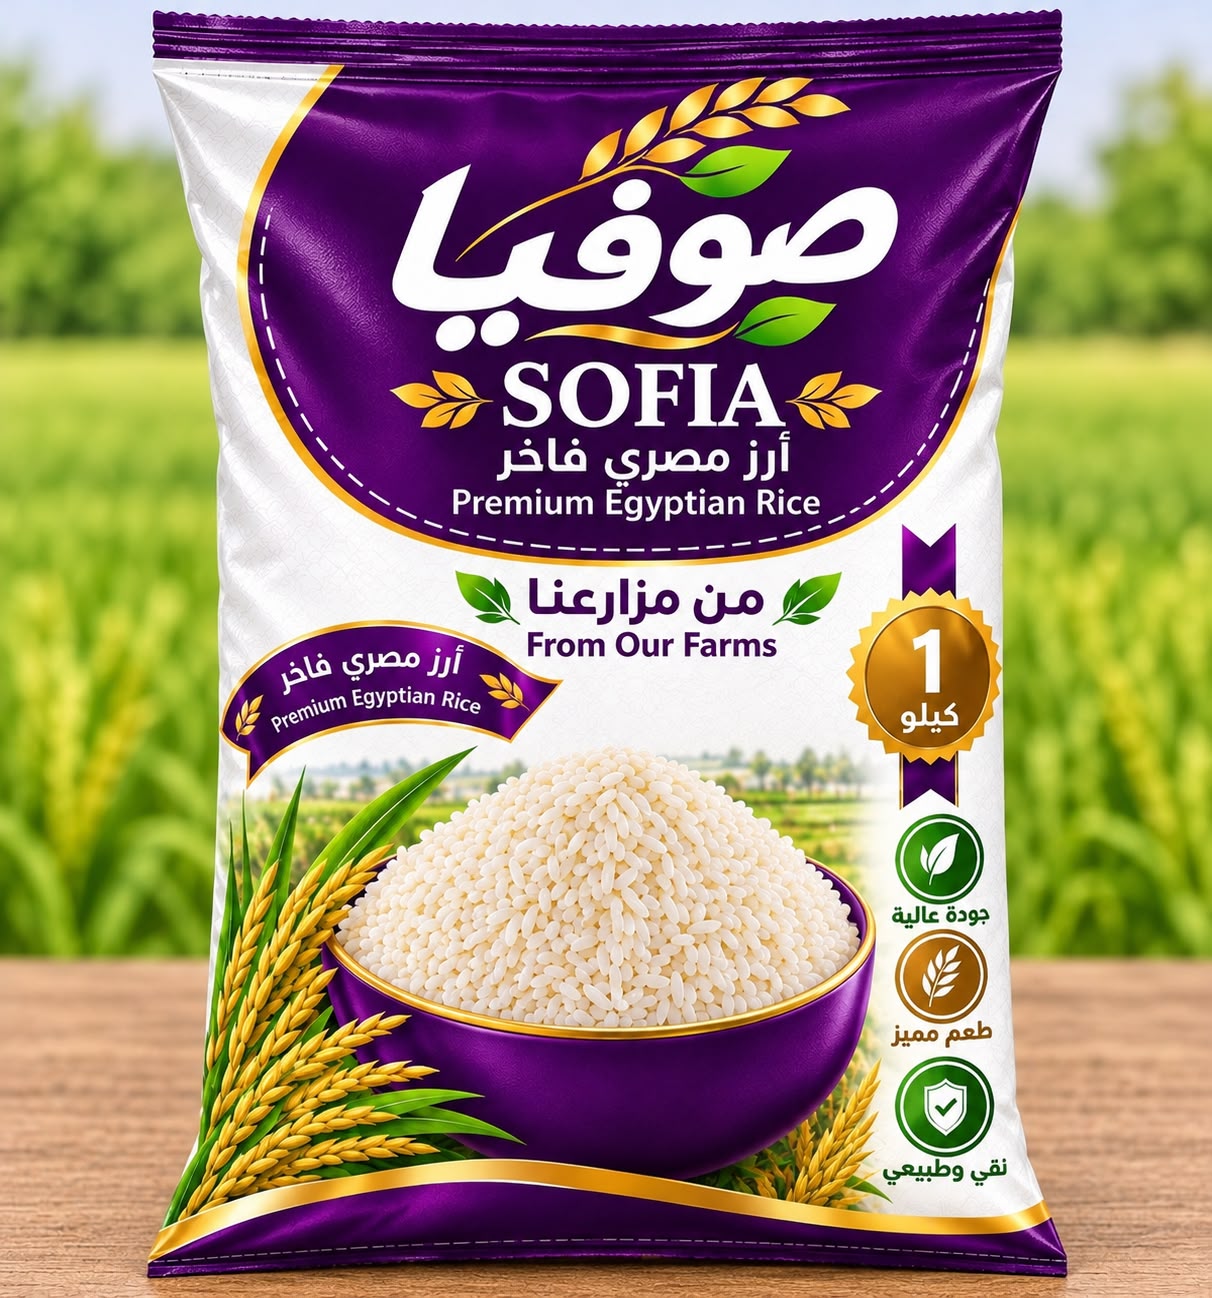 صوفيا
SOFIA
أرز مصري فاخر
Premium Egyptian Rice
من مزارعنا
From Our Farms
أرز مصري فاخر
Premium Egyptian Rice
1
كيلو
جودة عالية
طعم مميز
نقي وطبيعي